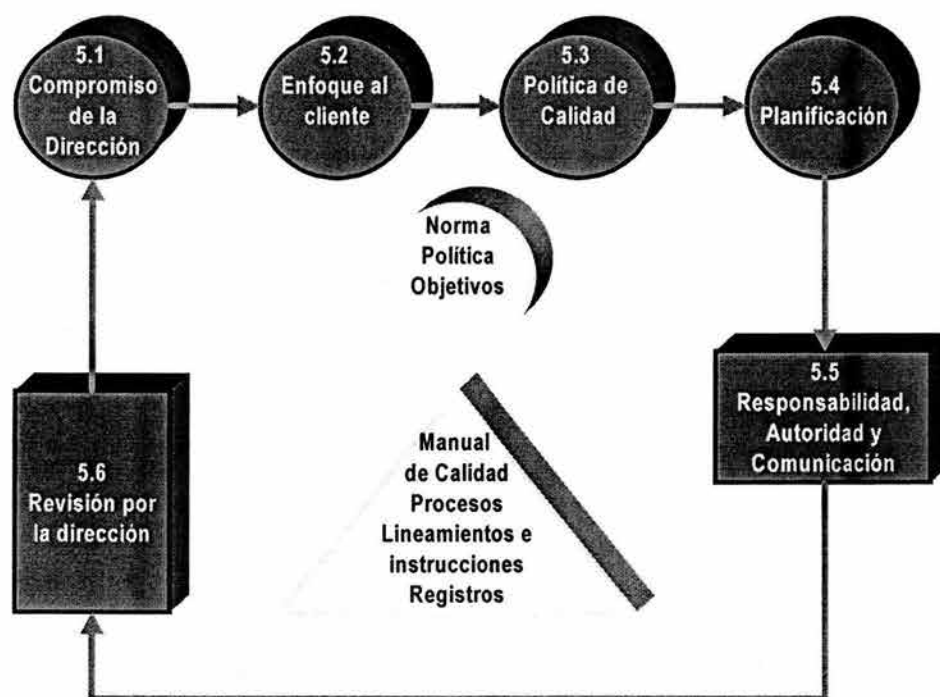 5.1
Compromiso
de la
Dirección
5.2
Enfoque al
cliente
5.3
Política de
Calidad
5.4
Planificación
Norma
Política
Objetivos
5.5
Responsabilidad,
Autoridad y
Comunicación
5.6
Revisión por
la dirección
Manual
de Calidad
Procesos
Lineamientos e
instrucciones
Registros